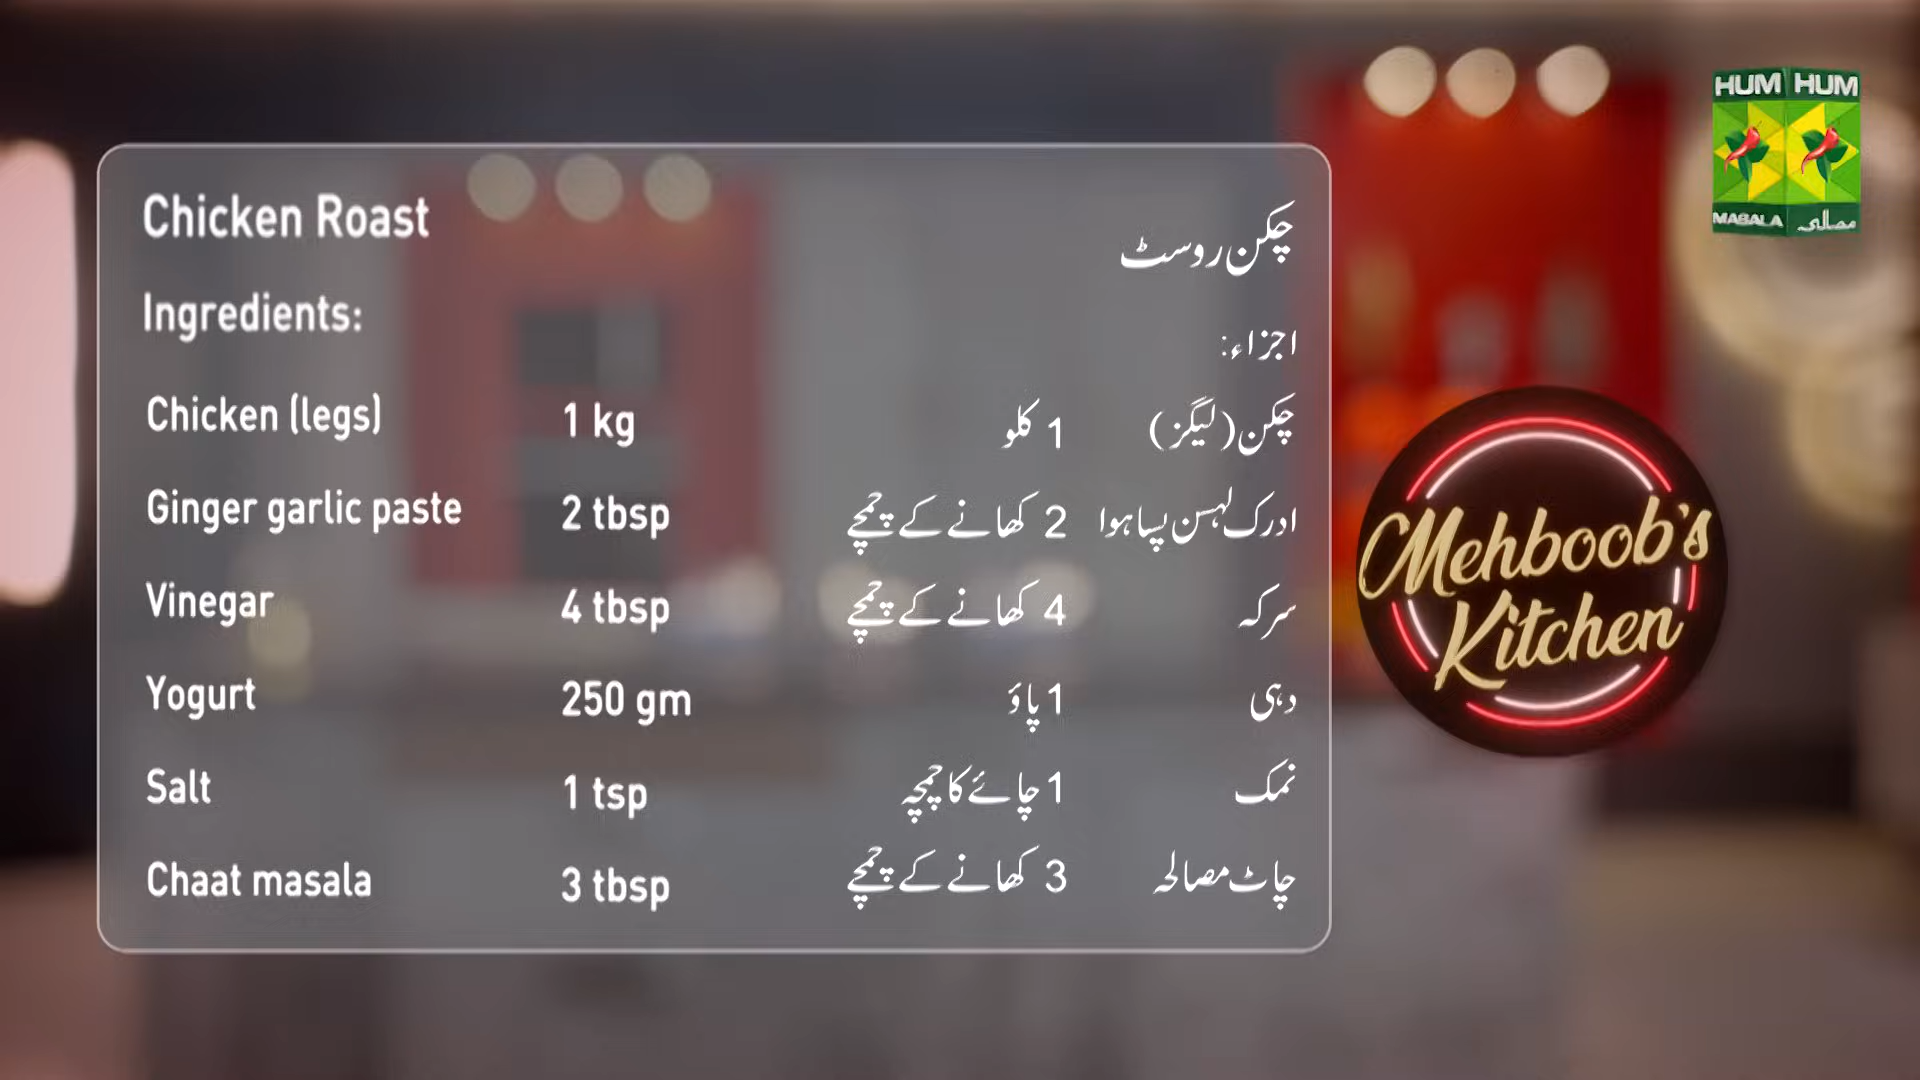 HUM HUM
MASALA مصالحہ
Chicken Roast
چکن روسٹ
Ingredients:
اجزاء:
Chicken (legs) 1 kg
چکن (لیگز) 1 کلو
Ginger garlic paste 2 tbsp
ادرک لہسن پسا ہوا 2 کھانے کے چمچے
Vinegar 4 tbsp
سرکہ 4 کھانے کے چمچے
Yogurt 250 gm
دہی 1 پاؤ
Salt 1 tsp
نمک 1 چائے کا چمچہ
Chaat masala 3 tbsp
چاٹ مصالحہ 3 کھانے کے چمچے
Mehboob's
Kitchen